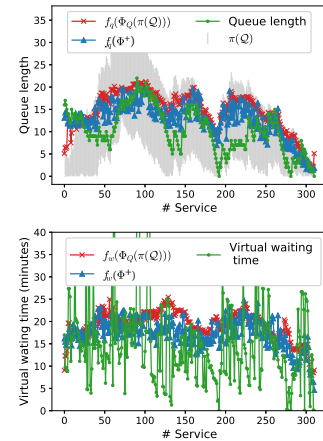 f_q(Φ_Q(π(𝒬))) Queue length
f_q(Φ⁺) π(𝒬)
Queue length
35
30
25
20
15
10
5
0
0 50 100 150 200 250 300
# Service
f_w(Φ_Q(π(𝒬))) Virtual waiting
f_w(Φ⁺) time
Virtual wating time (minutes)
40
35
30
25
20
15
10
5
0
0 50 100 150 200 250 300
# Service